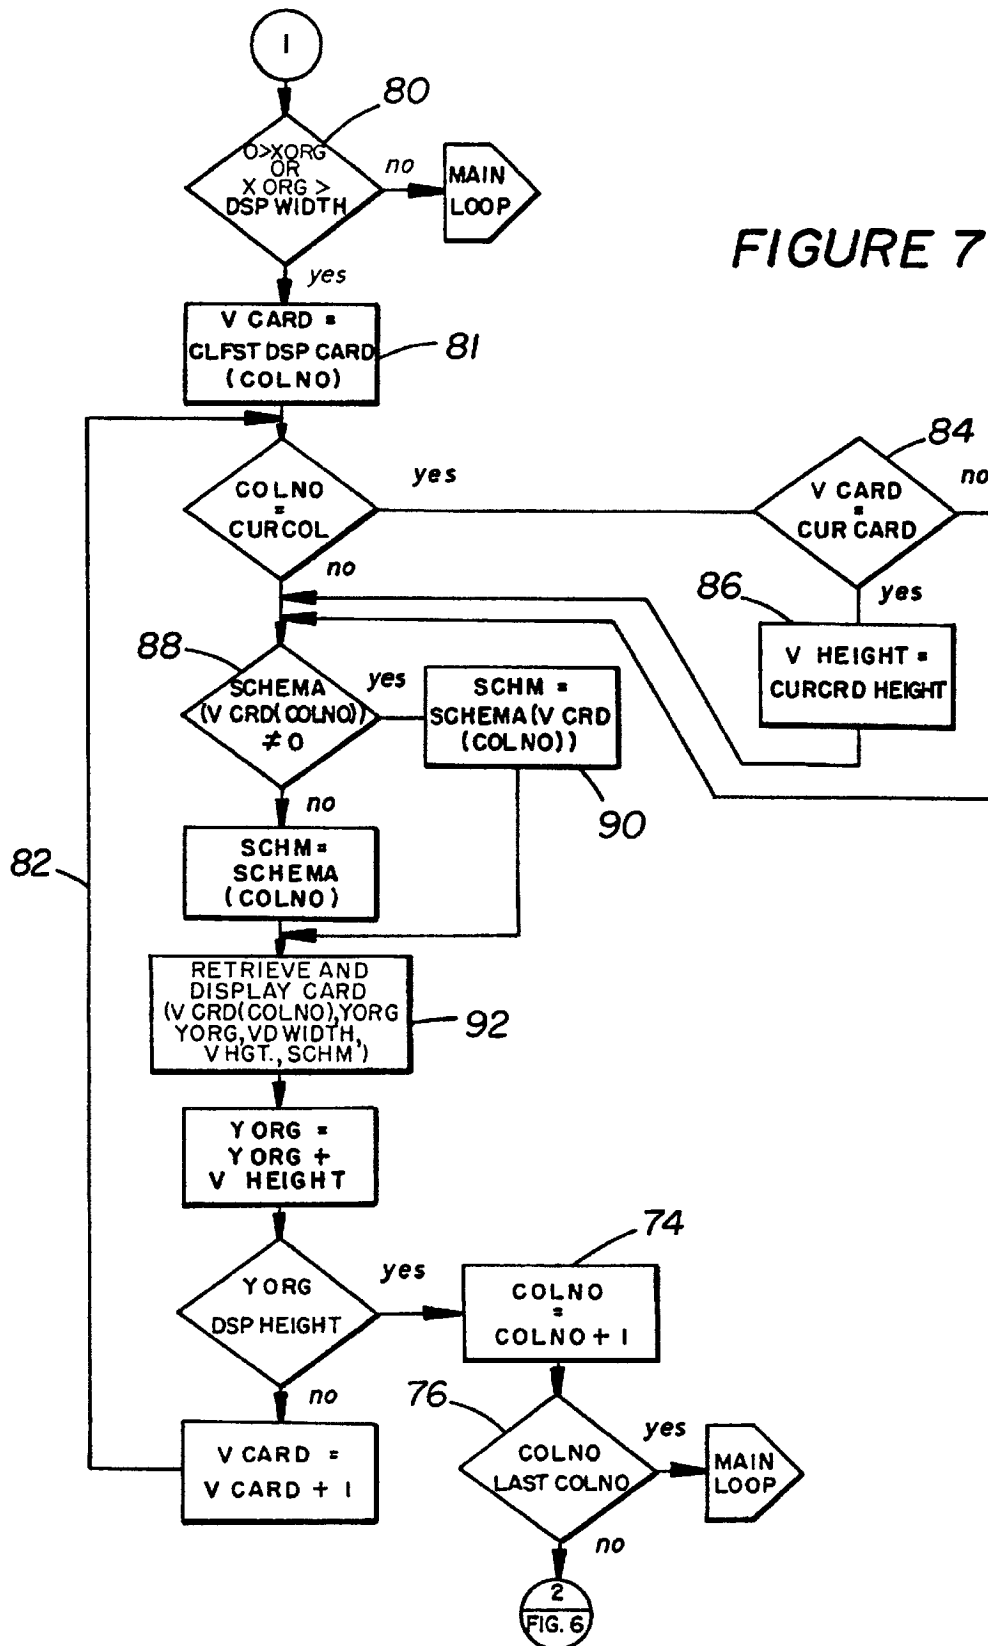 1
80
O>XORG
OR
X ORG >
DSP WIDTH
no
MAIN
LOOP
FIGURE 7
yes
V CARD =
CLFST DSP CARD
(COLNO)
81
COLNO
=
CURCOL
yes
no
84
V CARD
=
CUR CARD
no
yes
86
V HEIGHT =
CURCRD HEIGHT
88
SCHEMA
(V CRD(COLNO))
≠ 0
yes
no
SCHM =
SCHEMA(V CRD
(COLNO))
90
SCHM =
SCHEMA
(COLNO)
82
RETRIEVE AND
DISPLAY CARD
(V CRD(COLNO),YORG
YORG,VD WIDTH,
V HGT.,SCHM')
92
Y ORG =
Y ORG +
V HEIGHT
Y ORG
DSP HEIGHT
yes
no
74
COLNO
=
COLNO + 1
76
COLNO
LAST COLNO
yes
MAIN
LOOP
no
V CARD =
V CARD + 1
2
FIG. 6